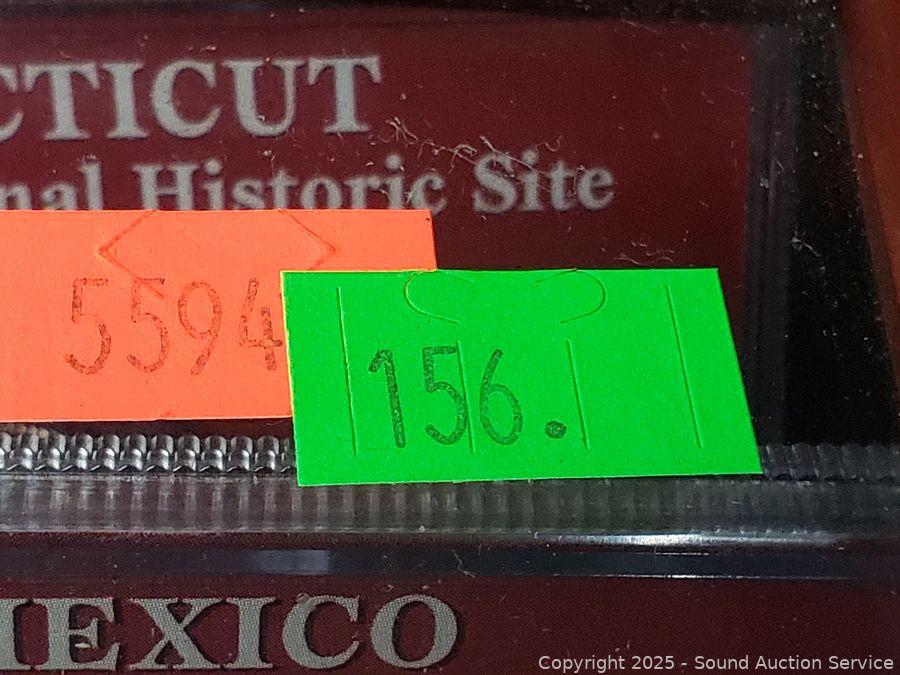 CTICUT
nal Historic Site
5594
156.
MEXICO
Copyright 2025 - Sound Auction Service